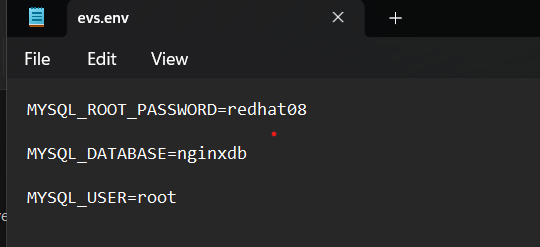 evs.env
File Edit View
MYSQL_ROOT_PASSWORD=redhat08
MYSQL_DATABASE=nginxdb
MYSQL_USER=root